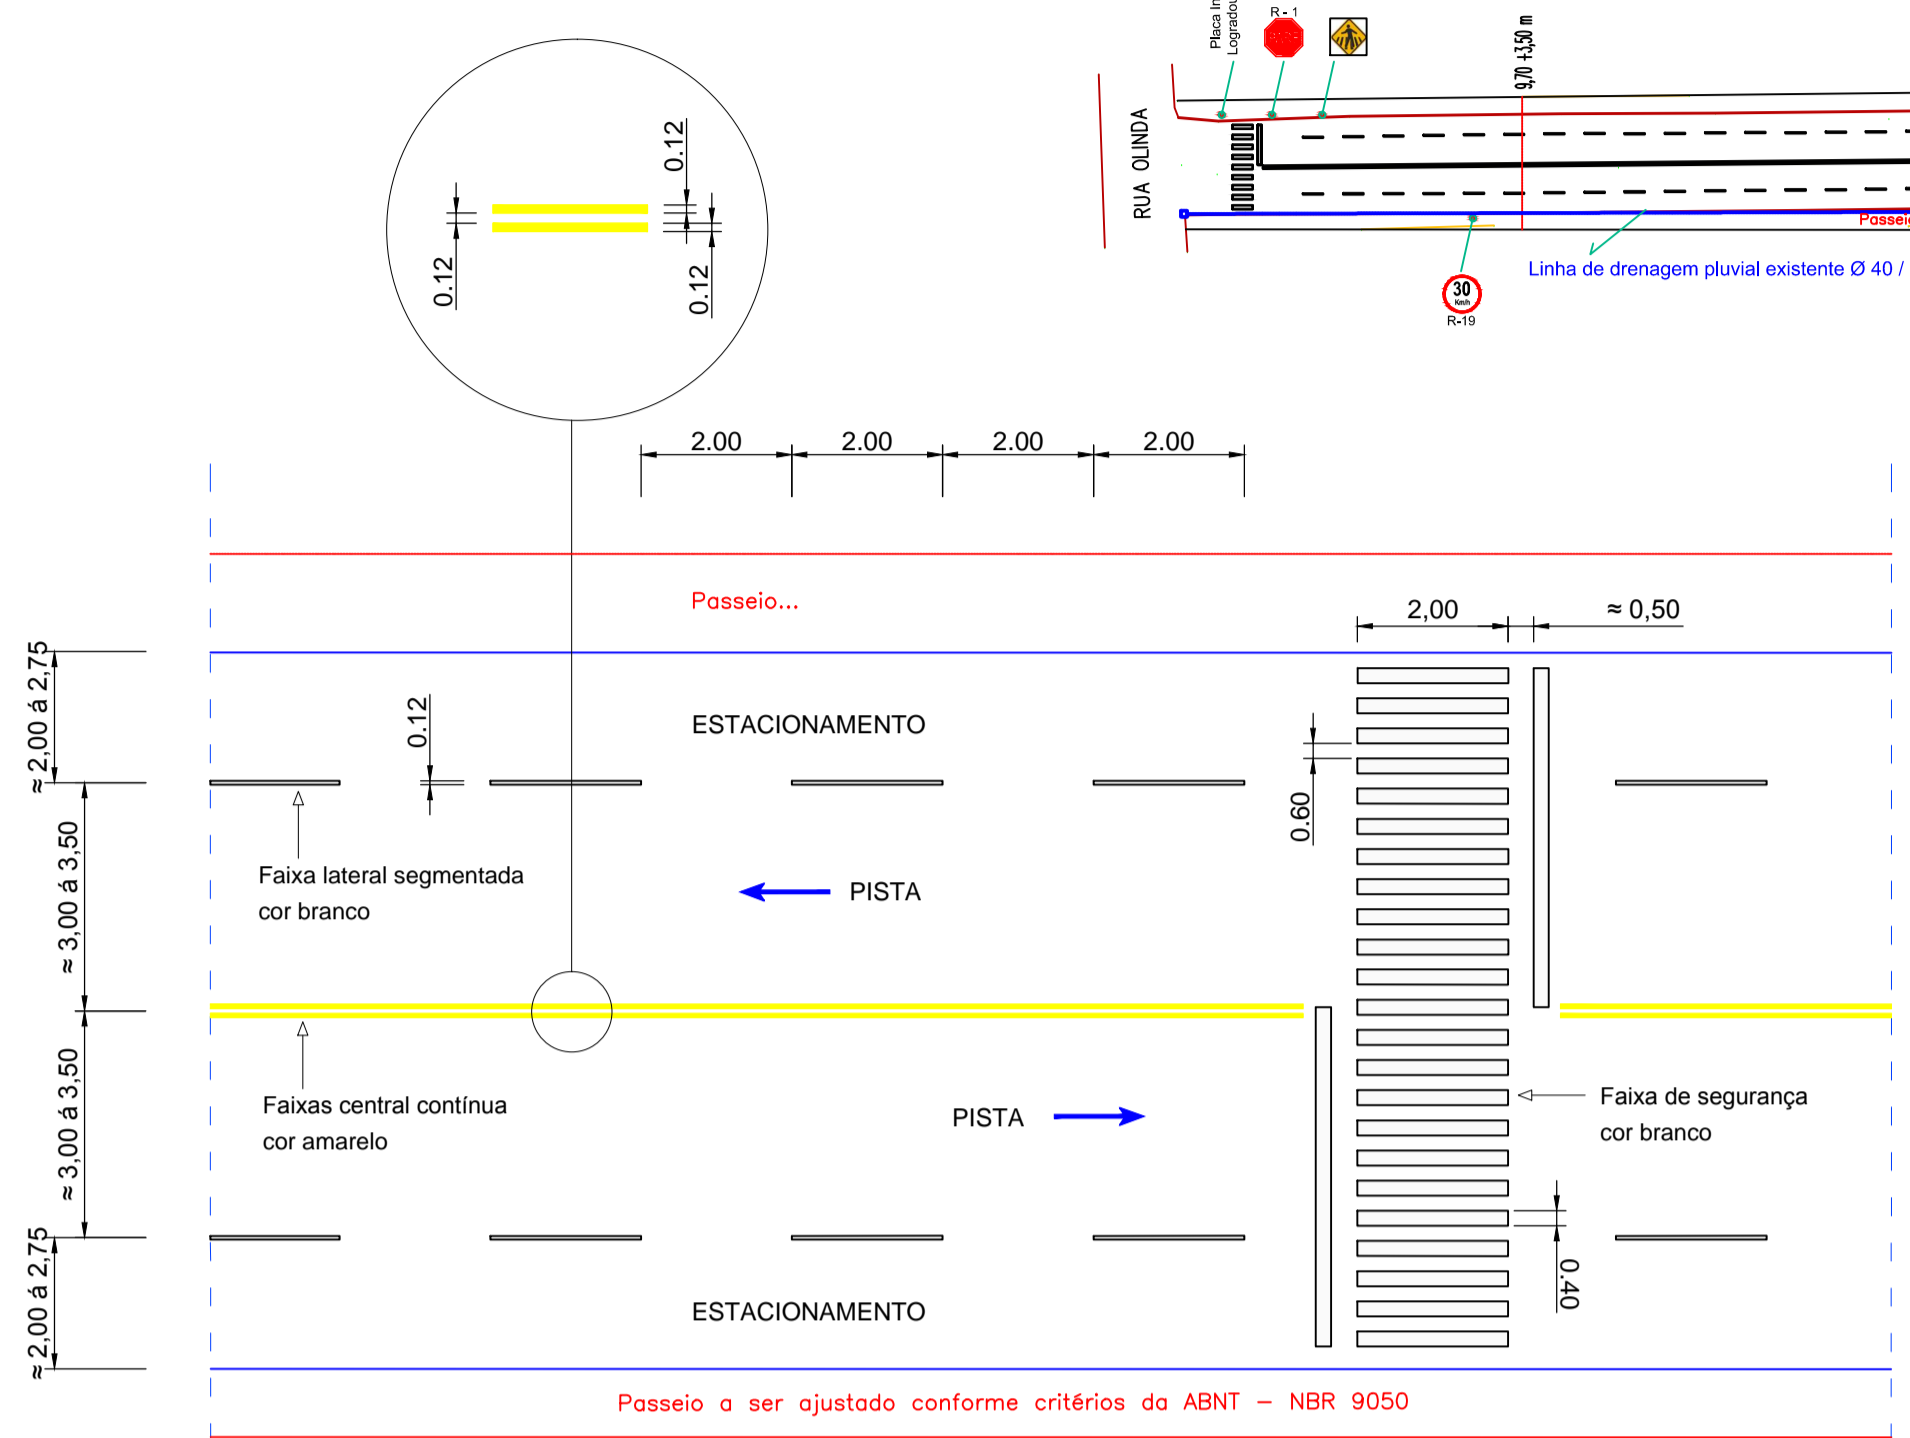 Placa In
Logradou
R - 1
9,70 +3,50 m
RUA OLINDA
Passei
Linha de drenagem pluvial existente Ø 40 /
30
Km/h
R-19
0.12
0.12
0.12
2.00 2.00 2.00 2.00
Passeio...
2,00 ≈ 0,50
≈ 2,00 á 2,75
0.12
ESTACIONAMENTO
0.60
Faixa lateral segmentada
cor branco
PISTA
≈ 3,00 á 3,50
≈ 3,00 á 3,50
Faixas central contínua
cor amarelo
PISTA
Faixa de segurança
cor branco
≈ 2,00 á 2,75
0.40
ESTACIONAMENTO
Passeio a ser ajustado conforme critérios da ABNT – NBR 9050